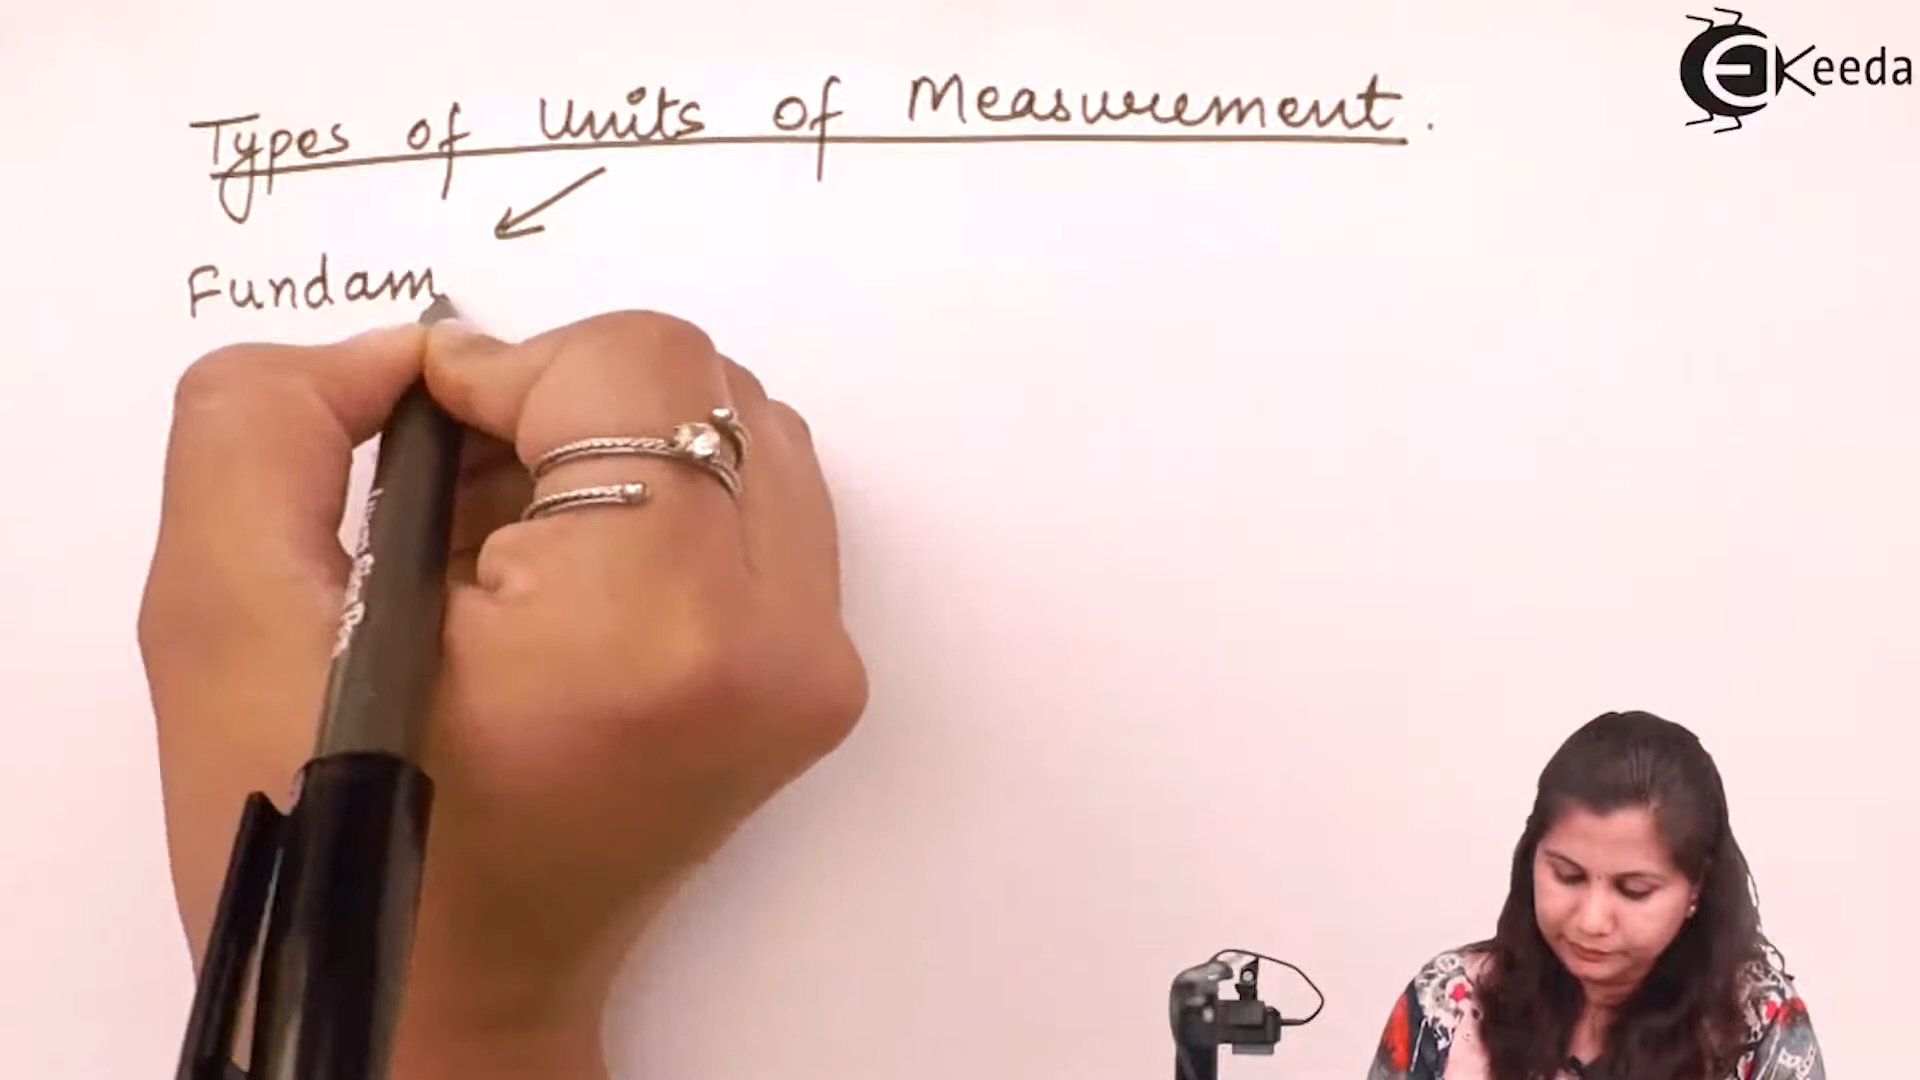 Types of Units of Measurement.
Keeda
Fundam